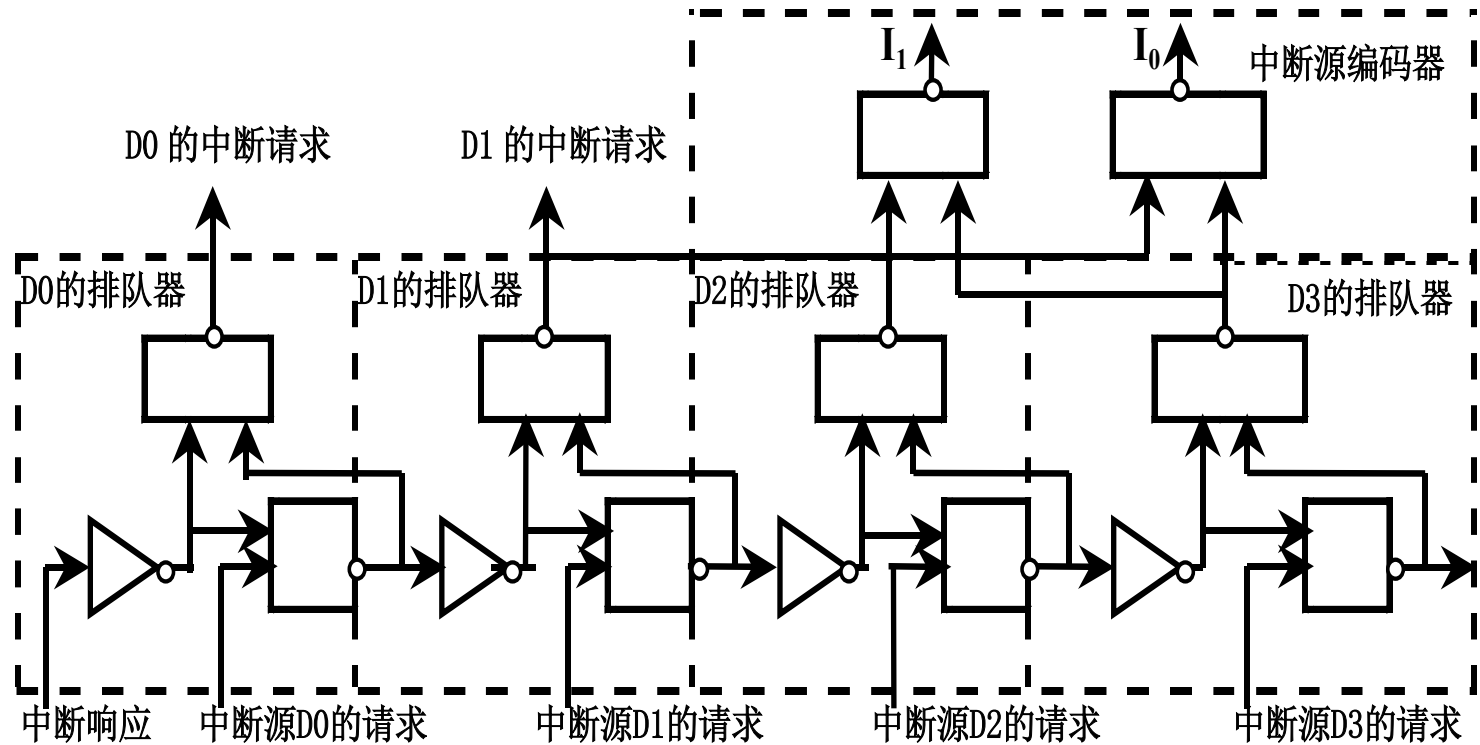 I1
I0
中断源编码器
D0 的中断请求
D1 的中断请求
D0的排队器
D1的排队器
D2的排队器
D3的排队器
中断响应
中断源D0的请求
中断源D1的请求
中断源D2的请求
中断源D3的请求